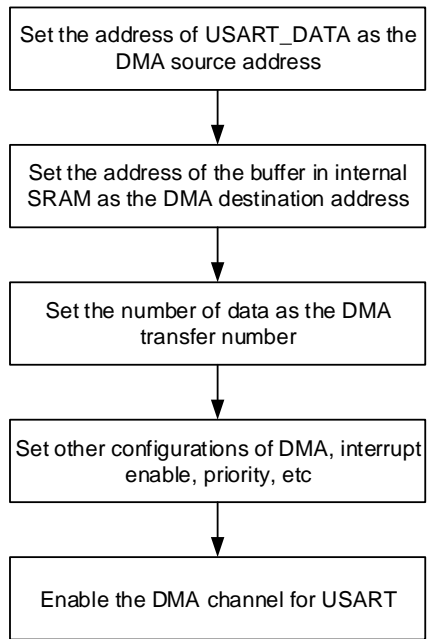 Set the address of USART_DATA as the
DMA source address
Set the address of the buffer in internal
SRAM as the DMA destination address
Set the number of data as the DMA
transfer number
Set other configurations of DMA, interrupt
enable, priority, etc
Enable the DMA channel for USART